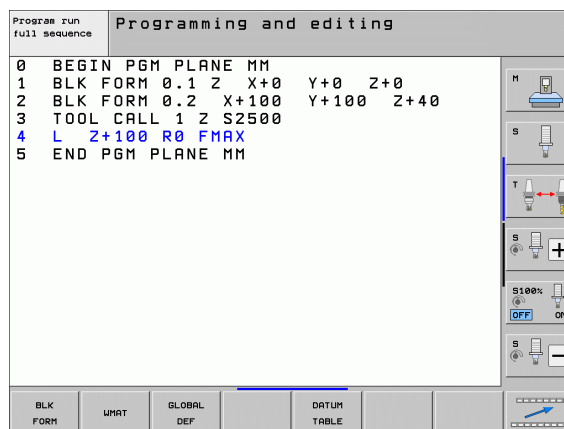 Program run
full sequence
Programming and editing
0 BEGIN PGM PLANE MM
1 BLK FORM 0.1 Z X+0 Y+0 Z+0
2 BLK FORM 0.2 X+100 Y+100 Z+40
3 TOOL CALL 1 Z S2500
4 L Z+100 R0 FMAX
5 END PGM PLANE MM
M
S
T
S
+
S100%
OFF ON
S
-
BLK
FORM
WMAT
GLOBAL
DEF
DATUM
TABLE